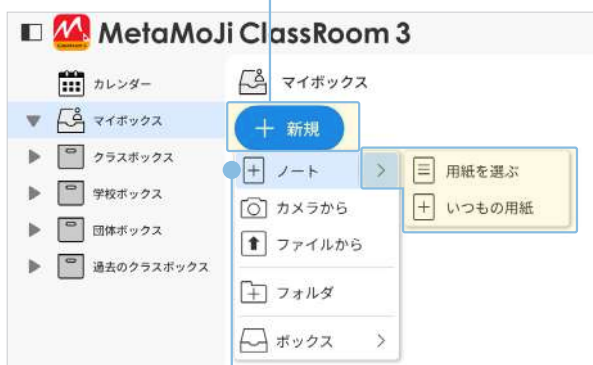 MetaMoJi ClassRoom 3
カレンダー
マイボックス
クラスボックス
学校ボックス
団体ボックス
過去のクラスボックス
マイボックス
新規
ノート
カメラから
ファイルから
フォルダ
ボックス
用紙を選ぶ
いつもの用紙